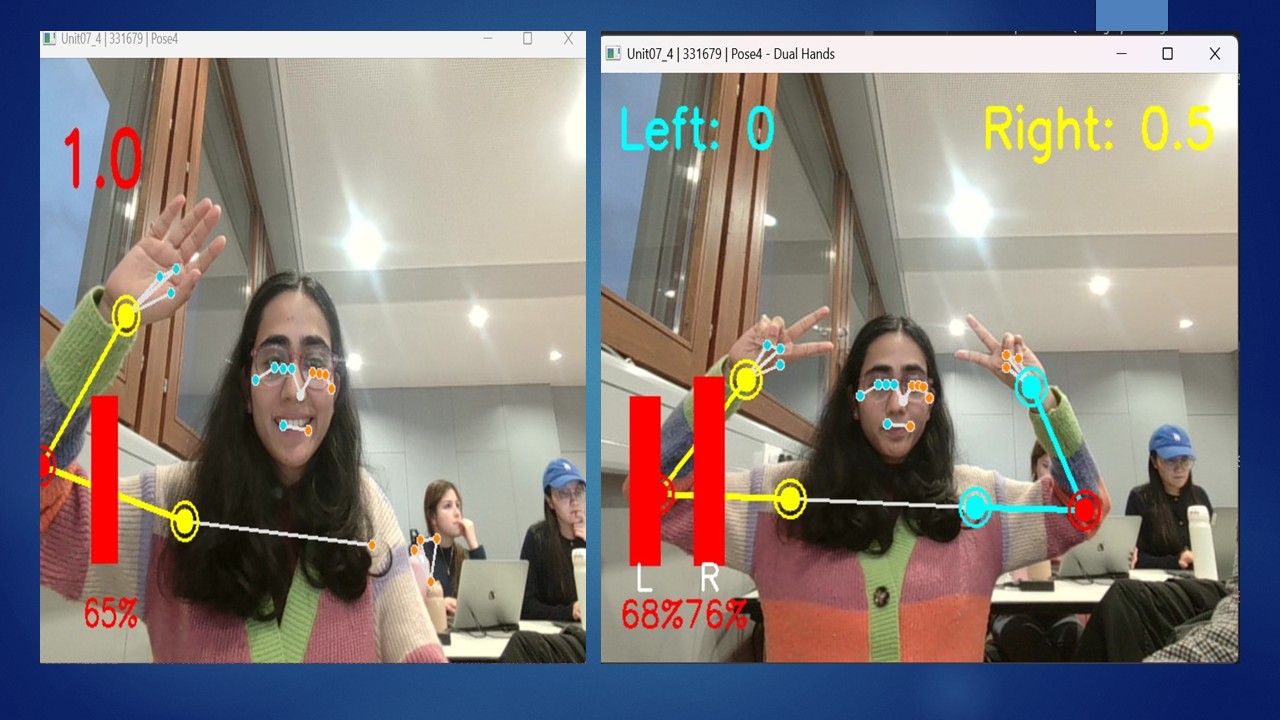 Unit07_4 | 331679 | Pose4
1.0
65%
Unit07_4 | 331679 | Pose4 - Dual Hands
Left: 0
Right: 0.5
L R
68%76%